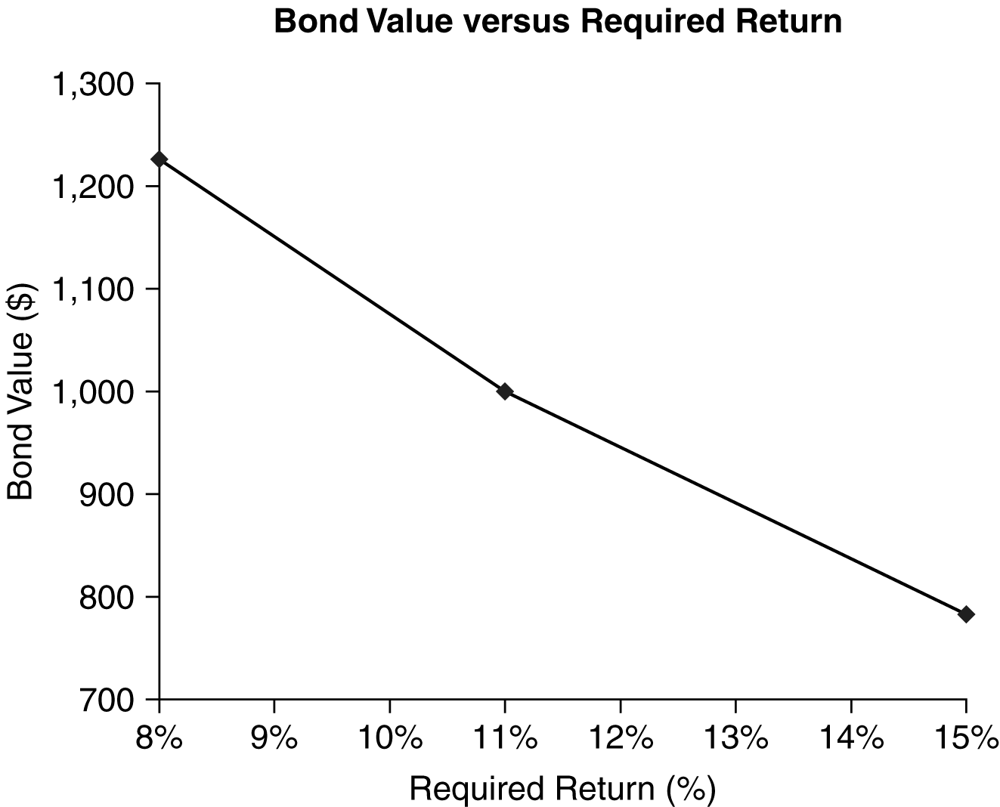 Bond Value versus Required Return
1,300
1,200
1,100
1,000
900
800
700
Bond Value ($)
8% 9% 10% 11% 12% 13% 14% 15%
Required Return (%)